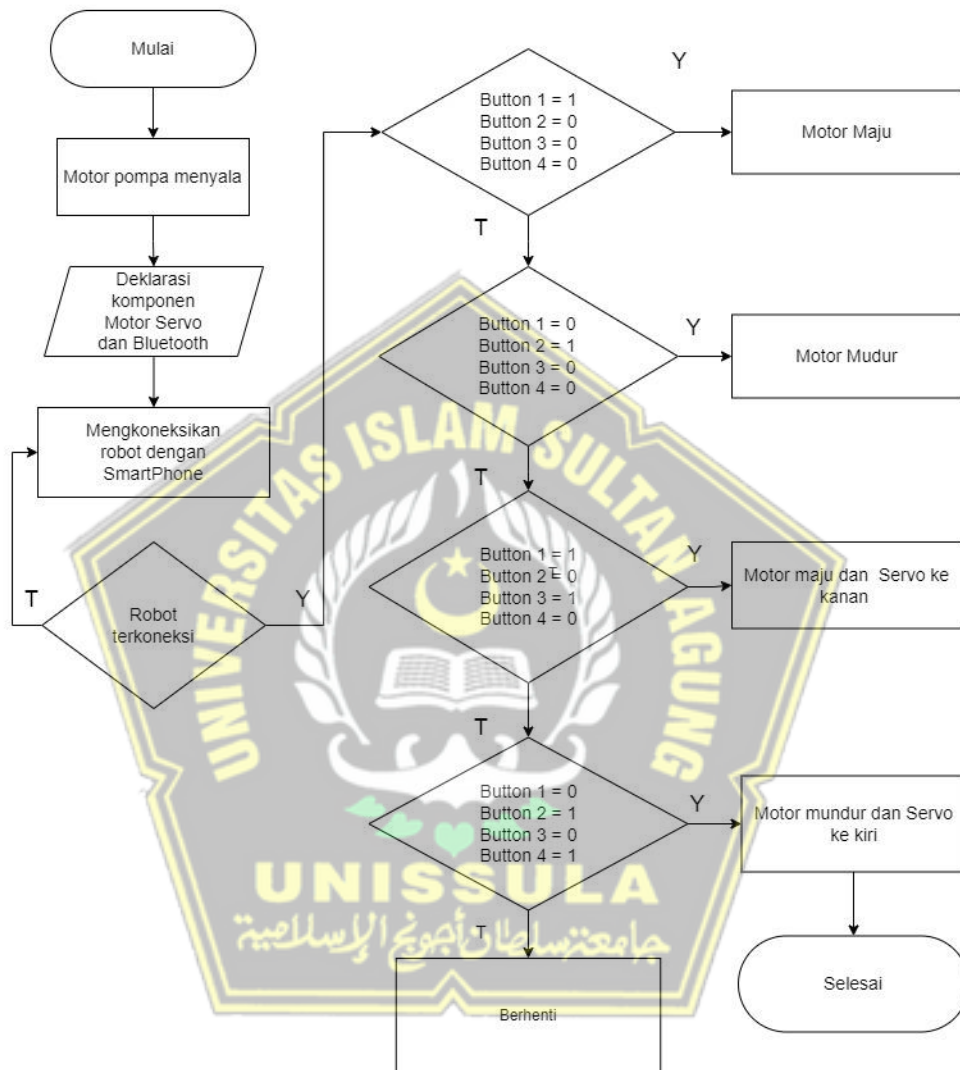 Mulai
Motor pompa menyala
Deklarasi
komponen
Motor Servo
dan Bluetooth
Mengkoneksikan
robot dengan
SmartPhone
Robot
terkoneksi
T
Y
Button 1 = 1
Button 2 = 0
Button 3 = 0
Button 4 = 0
Y
Motor Maju
T
Button 1 = 0
Button 2 = 1
Button 3 = 0
Button 4 = 0
Y
Motor Mudur
T
Button 1 = 1
Button 2 = 0
Button 3 = 1
Button 4 = 0
T
Y
Motor maju dan Servo ke
kanan
T
Button 1 = 0
Button 2 = 1
Button 3 = 0
Button 4 = 1
Y
Motor mundur dan Servo
ke kiri
T
Berhenti
Selesai
UNIVERSITAS ISLAM SULTAN AGUNG
UNISSULA
جامعة سلطان أجونج الإسلامية